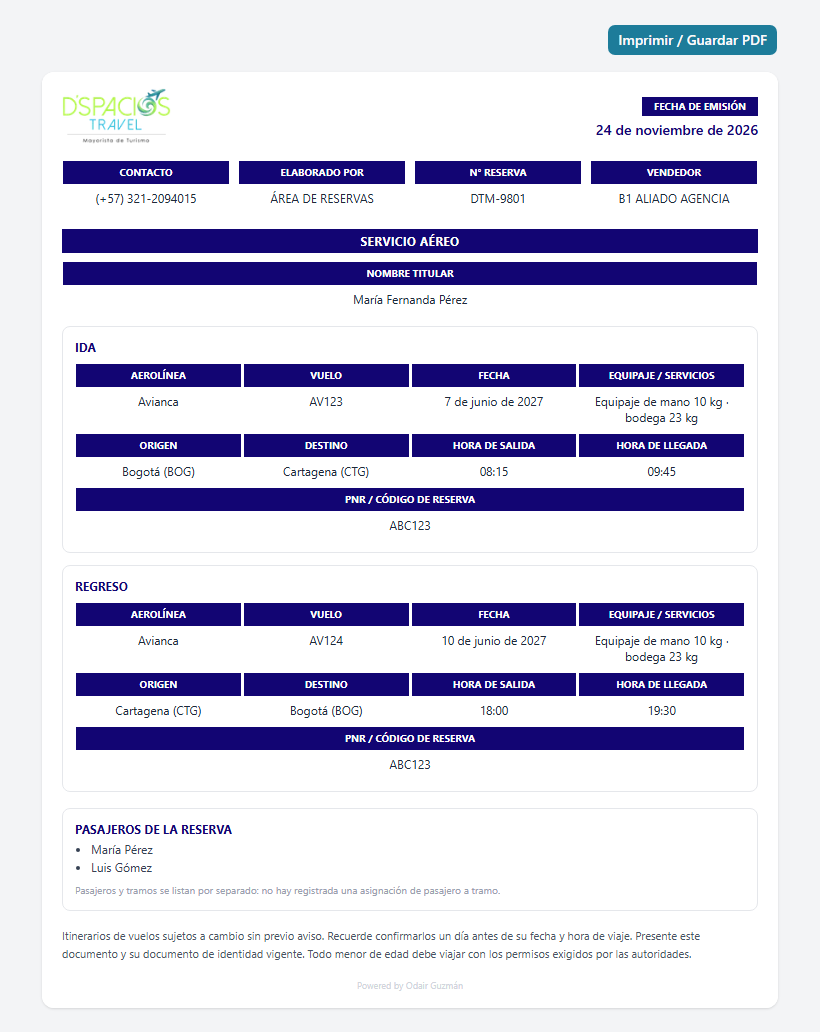 Imprimir / Guardar PDF
D'SPACIOS
TRAVEL
Mayorista de Turismo
FECHA DE EMISIÓN
24 de noviembre de 2026
CONTACTO ELABORADO POR N° RESERVA VENDEDOR
(+57) 321-2094015 ÁREA DE RESERVAS DTM-9801 B1 ALIADO AGENCIA
SERVICIO AÉREO
NOMBRE TITULAR
María Fernanda Pérez
IDA
AEROLÍNEA VUELO FECHA EQUIPAJE / SERVICIOS
Avianca AV123 7 de junio de 2027 Equipaje de mano 10 kg ·
bodega 23 kg
ORIGEN DESTINO HORA DE SALIDA HORA DE LLEGADA
Bogotá (BOG) Cartagena (CTG) 08:15 09:45
PNR / CÓDIGO DE RESERVA
ABC123
REGRESO
AEROLÍNEA VUELO FECHA EQUIPAJE / SERVICIOS
Avianca AV124 10 de junio de 2027 Equipaje de mano 10 kg ·
bodega 23 kg
ORIGEN DESTINO HORA DE SALIDA HORA DE LLEGADA
Cartagena (CTG) Bogotá (BOG) 18:00 19:30
PNR / CÓDIGO DE RESERVA
ABC123
PASAJEROS DE LA RESERVA
• María Pérez
• Luis Gómez
Pasajeros y tramos se listan por separado: no hay registrada una asignación de pasajero a tramo.
Itinerarios de vuelos sujetos a cambio sin previo aviso. Recuerde confirmarlos un día antes de su fecha y hora de viaje. Presente este
documento y su documento de identidad vigente. Todo menor de edad debe viajar con los permisos exigidos por las autoridades.
Powered by Odair Guzmán